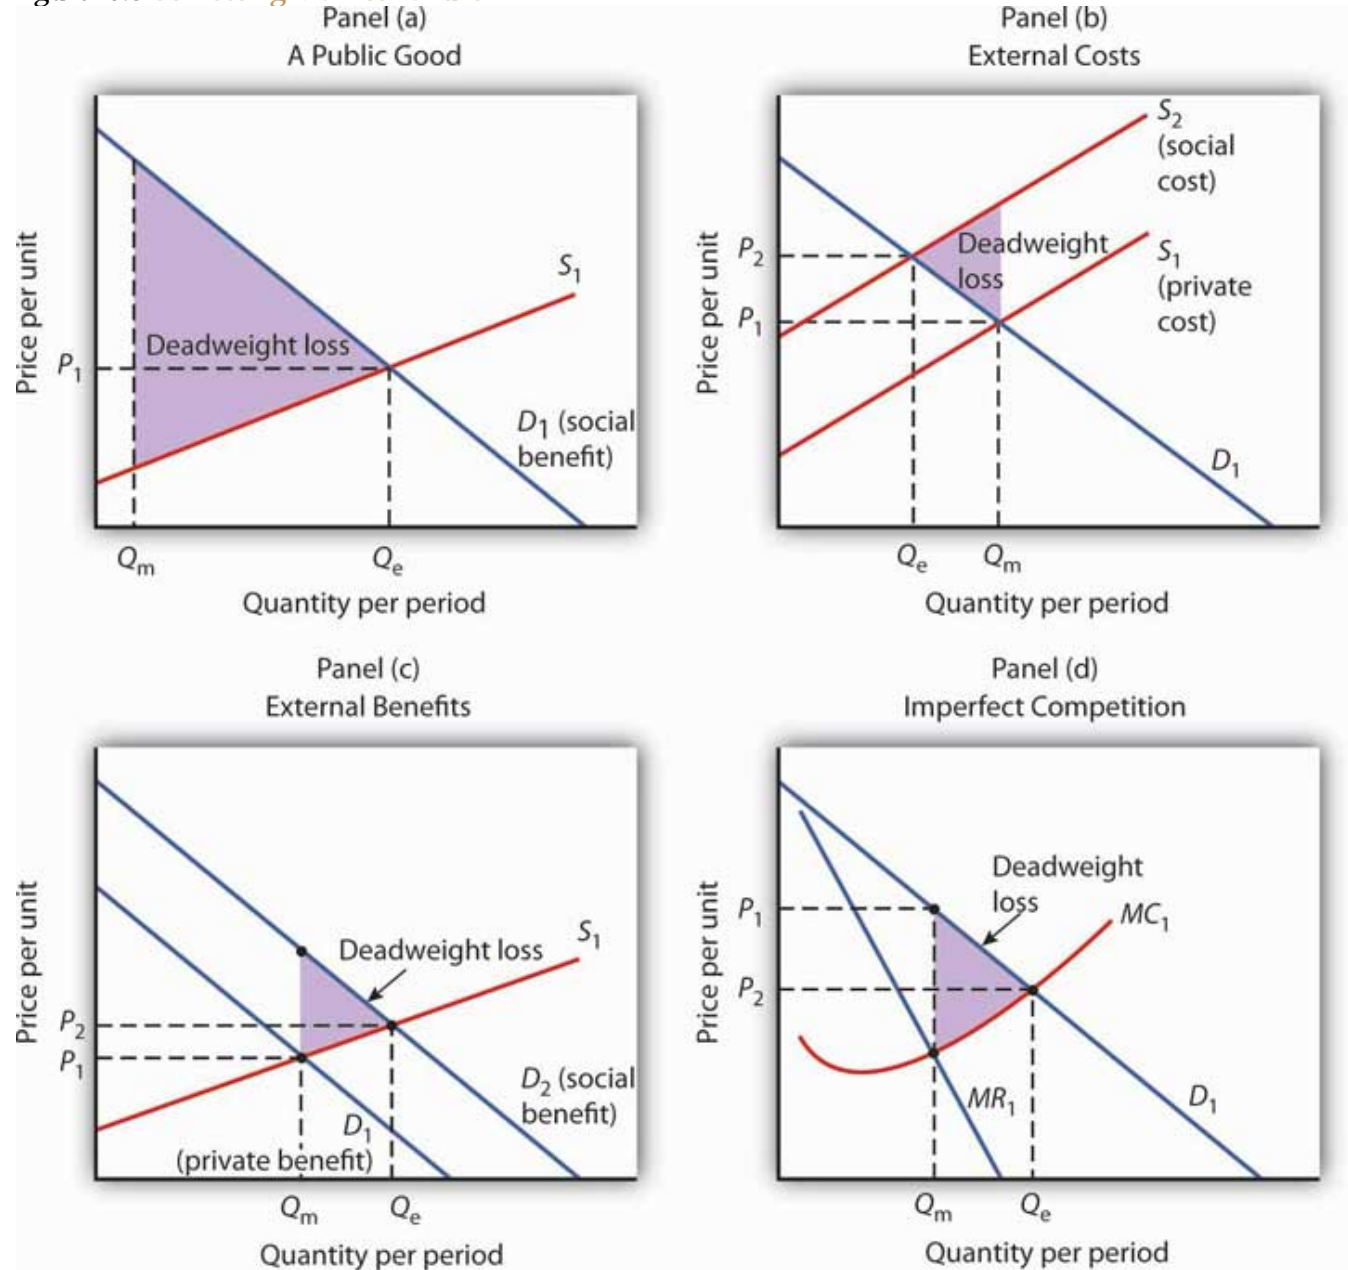 Panel (a)
A Public Good
Price per unit
P1
Deadweight loss
S1
D1 (social
benefit)
Qm
Qe
Quantity per period
Panel (b)
External Costs
Price per unit
P2
P1
Deadweight
loss
S2
(social
cost)
S1
(private
cost)
D1
Qe
Qm
Quantity per period
Panel (c)
External Benefits
Price per unit
P2
P1
Deadweight loss
S1
D2 (social
benefit)
D1
(private benefit)
Qm
Qe
Quantity per period
Panel (d)
Imperfect Competition
Price per unit
P1
P2
Deadweight
loss
MC1
MR1
D1
Qm
Qe
Quantity per period